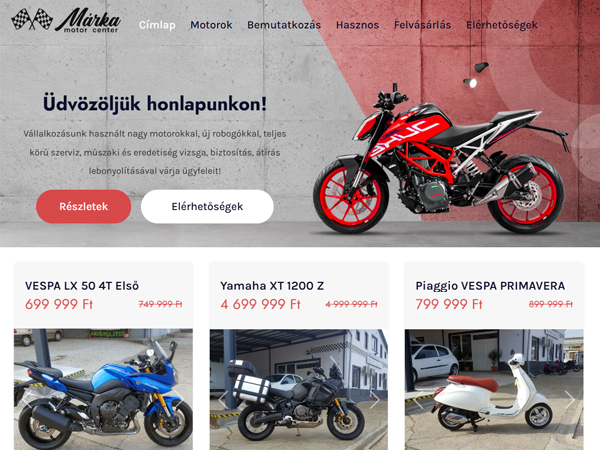 Márka
motor center
Címlap Motorok Bemutatkozás Hasznos Felvásárlás Elérhetőségek
Üdvözöljük honlapunkon!
Vállalkozásunk használt nagy motorokkal, új robogókkal, teljes
körű szerviz, műszaki és eredetiség vizsga, biztosítás, átírás
lebonyolításával várja ügyfeleit!
Részletek Elérhetőségek
VESPA LX 50 4T Első
699 999 Ft 749 999 Ft
Yamaha XT 1200 Z
4 699 999 Ft 4 999 999 Ft
Piaggio VESPA PRIMAVERA
799 999 Ft 899 999 Ft